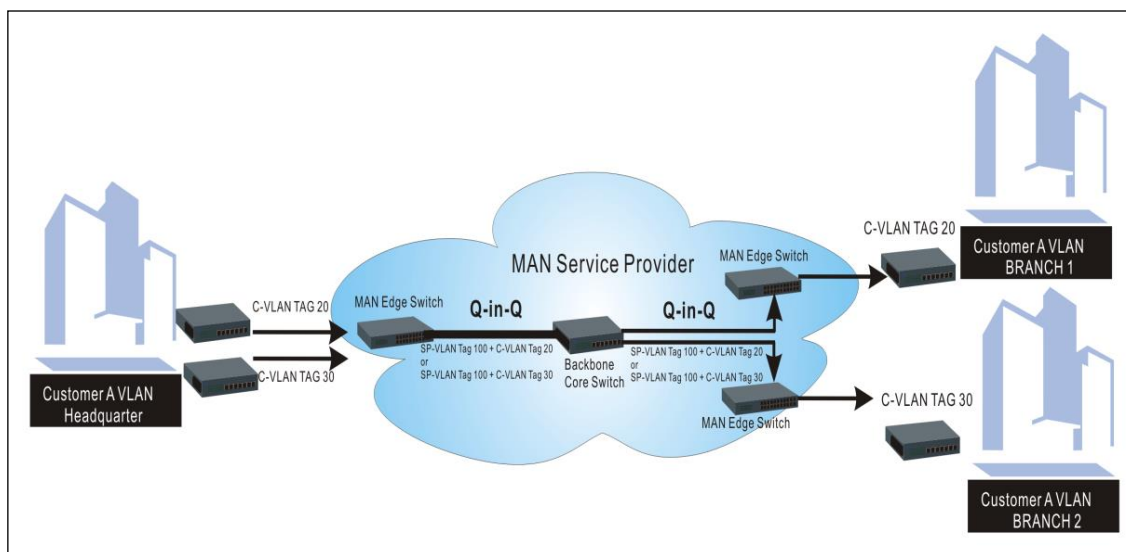 C-VLAN TAG 20
Customer A VLAN
BRANCH 1
MAN Edge Switch
MAN Service Provider
C-VLAN TAG 20
MAN Edge Switch
Q-in-Q
Q-in-Q
SP-VLAN Tag 100 + C-VLAN Tag 20
or
SP-VLAN Tag 100 + C-VLAN Tag 30
Backbone
Core Switch
SP-VLAN Tag 100 + C-VLAN Tag 20
or
SP-VLAN Tag 100 + C-VLAN Tag 30
C-VLAN TAG 30
Customer A VLAN
Headquarter
MAN Edge Switch
C-VLAN TAG 30
Customer A VLAN
BRANCH 2